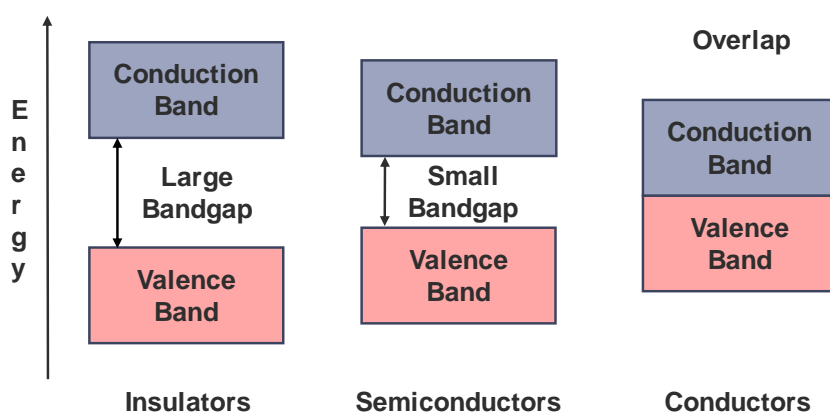 Energy
Conduction
Band
Large
Bandgap
Valence
Band
Insulators
Conduction
Band
Small
Bandgap
Valence
Band
Semiconductors
Overlap
Conduction
Band
Valence
Band
Conductors